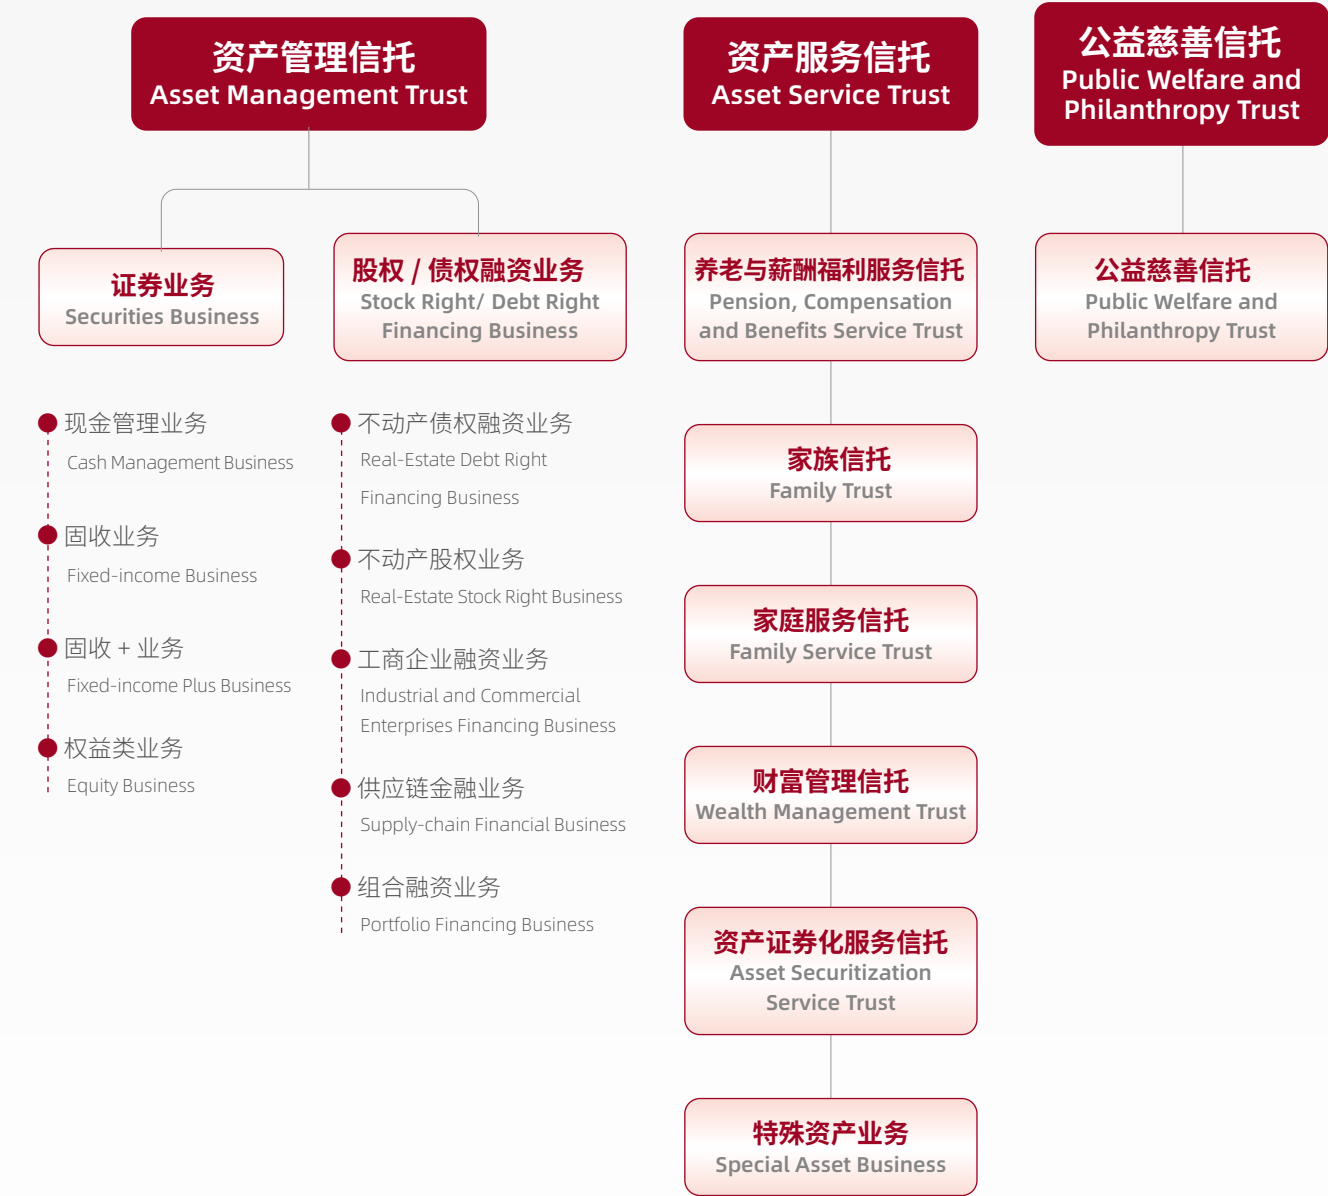 资产管理信托
Asset Management Trust
证券业务
Securities Business
现金管理业务
Cash Management Business
固收业务
Fixed-income Business
固收 + 业务
Fixed-income Plus Business
权益类业务
Equity Business
股权 / 债权融资业务
Stock Right/ Debt Right
Financing Business
不动产债权融资业务
Real-Estate Debt Right
Financing Business
不动产股权业务
Real-Estate Stock Right Business
工商企业融资业务
Industrial and Commercial
Enterprises Financing Business
供应链金融业务
Supply-chain Financial Business
组合融资业务
Portfolio Financing Business
资产服务信托
Asset Service Trust
养老与薪酬福利服务信托
Pension, Compensation
and Benefits Service Trust
家族信托
Family Trust
家庭服务信托
Family Service Trust
财富管理信托
Wealth Management Trust
资产证券化服务信托
Asset Securitization
Service Trust
特殊资产业务
Special Asset Business
公益慈善信托
Public Welfare and
Philanthropy Trust
公益慈善信托
Public Welfare and
Philanthropy Trust